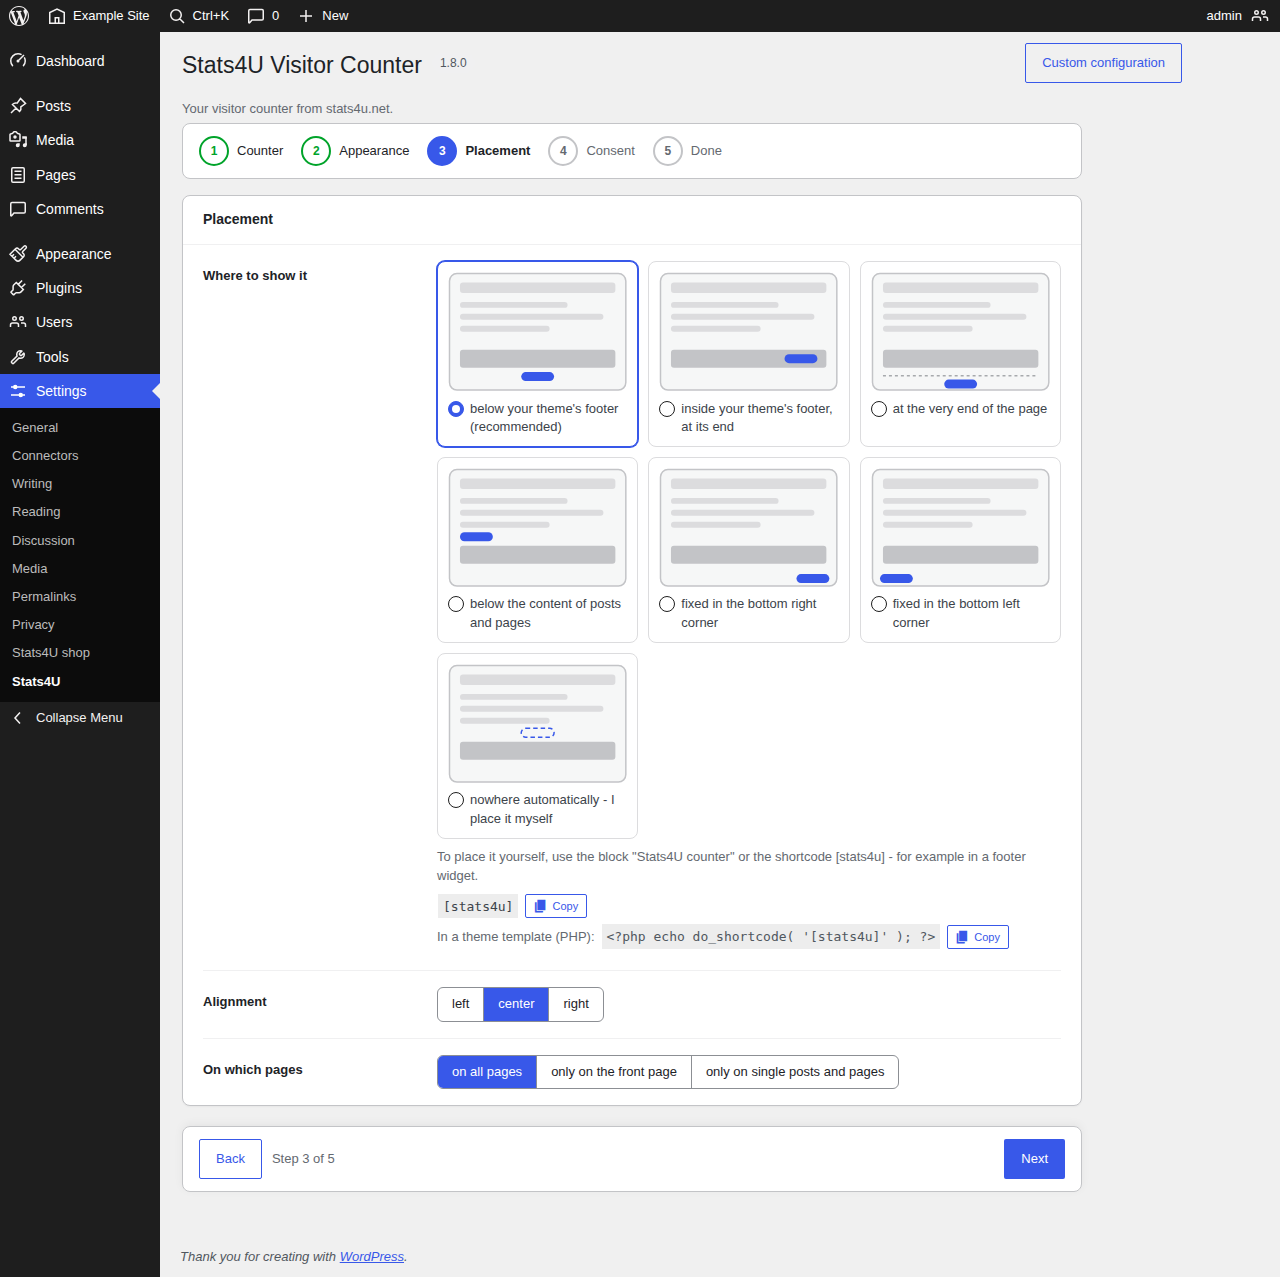 Example Site
Ctrl+K
0
New
admin
Dashboard
Posts
Media
Pages
Comments
Appearance
Plugins
Users
Tools
Settings
General
Connectors
Writing
Reading
Discussion
Media
Permalinks
Privacy
Stats4U shop
Stats4U
Collapse Menu
Stats4U Visitor Counter
1.8.0
Custom configuration
Your visitor counter from stats4u.net.
1 Counter
2 Appearance
3 Placement
4 Consent
5 Done
Placement
Where to show it
below your theme's footer
(recommended)
inside your theme's footer,
at its end
at the very end of the page
below the content of posts
and pages
fixed in the bottom right
corner
fixed in the bottom left
corner
nowhere automatically - I
place it myself
To place it yourself, use the block "Stats4U counter" or the shortcode [stats4u] - for example in a footer
widget.
[stats4u] Copy
In a theme template (PHP): <?php echo do_shortcode( '[stats4u]' ); ?> Copy
Alignment
left center right
On which pages
on all pages only on the front page only on single posts and pages
Back Step 3 of 5 Next
Thank you for creating with WordPress.